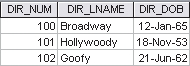 DIR_NUM DIR_LNAME DIR_DOB
100 Broadway 12-Jan-65
101 Hollywoody 18-Nov-53
102 Goofy 21-Jun-62